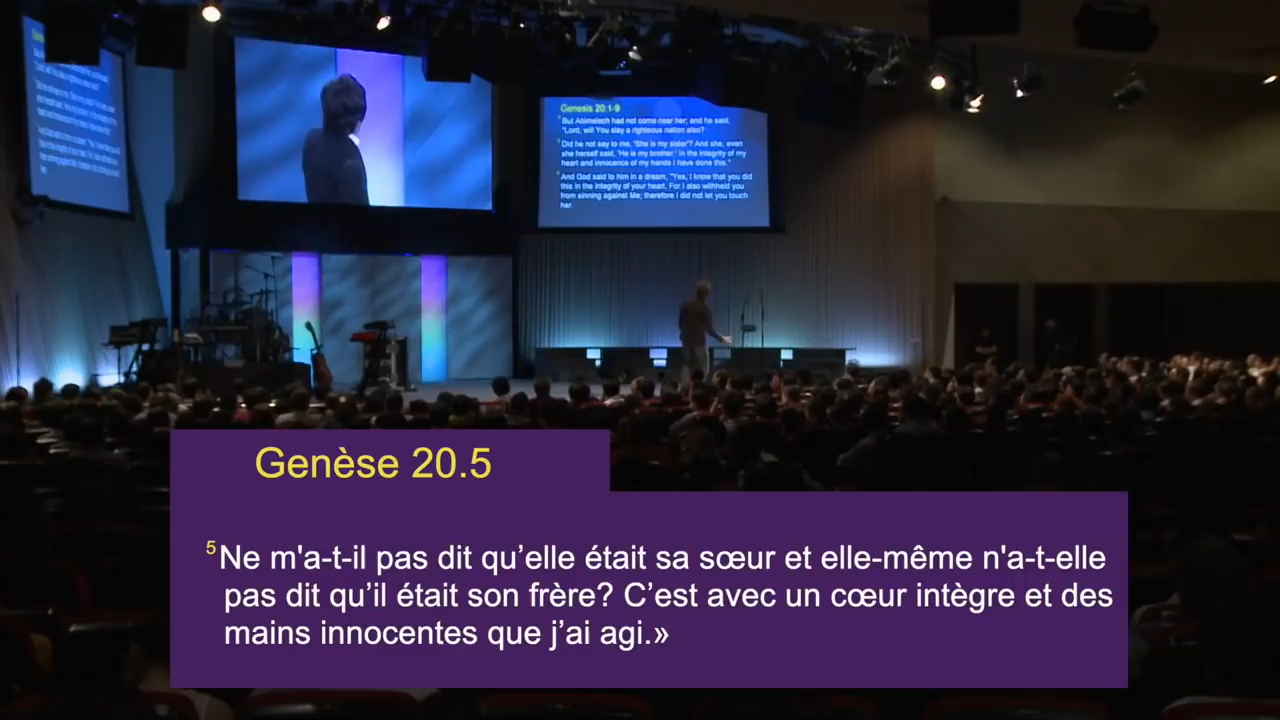 Genesis 20:1-9
But Abimelech had not come near her; and he said,
"Lord, will You slay a righteous nation also?
Did he not say to me, 'She is my sister'? And she, even
she herself said, 'He is my brother.' In the integrity of my
heart and innocence of my hands I have done this."
And God said to him in a dream, "Yes, I know that you did
this in the integrity of your heart. For I also withheld you
from sinning against Me; therefore I did not let you touch
her.
Genèse 20.5
5 Ne m'a-t-il pas dit qu’elle était sa sœur et elle-même n'a-t-elle
pas dit qu’il était son frère? C’est avec un cœur intègre et des
mains innocentes que j’ai agi.»